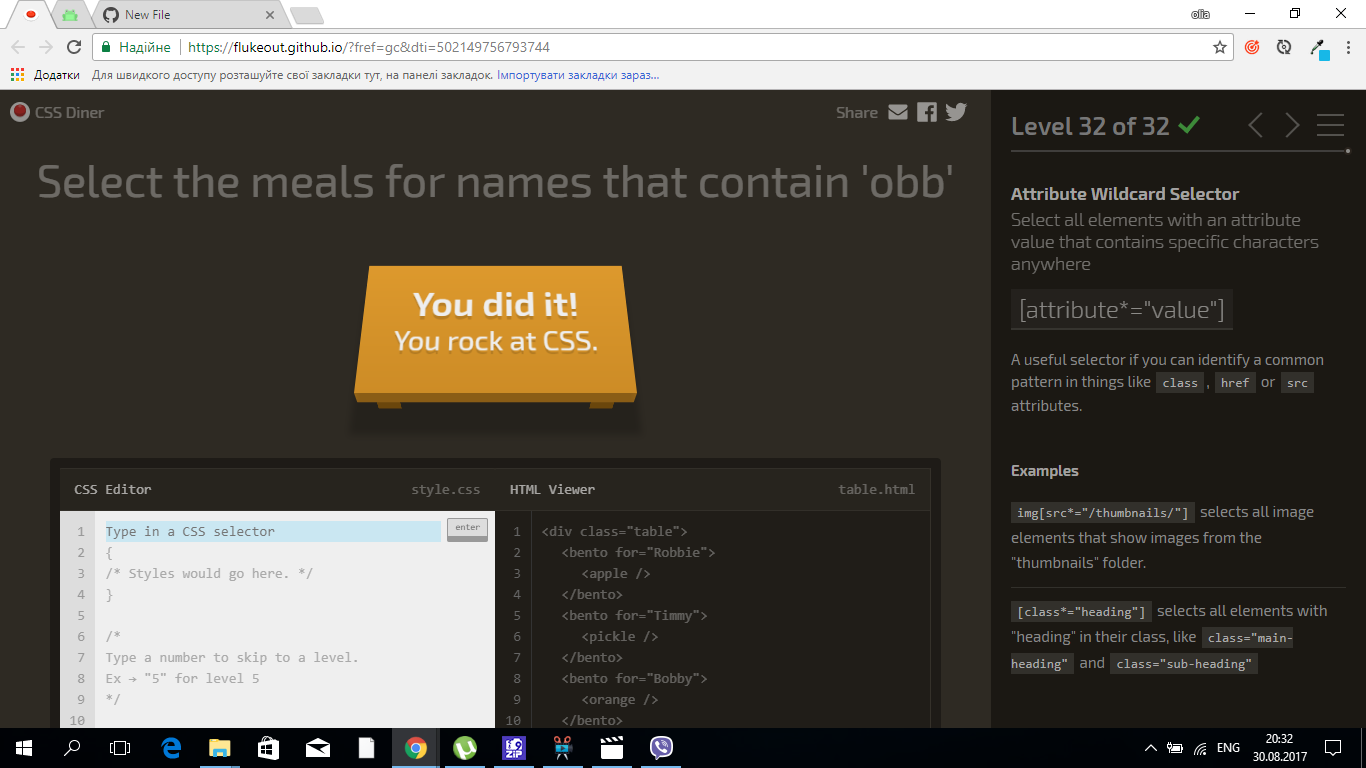 New File
olla
Надійне
https://flukeout.github.io/?fref=gc&dti=502149756793744
Додатки
Для швидкого доступу розташуйте свої закладки тут, на панелі закладок. Імпортувати закладки зараз...
CSS Diner
Share
Select the meals for names that contain 'obb'
You did it!
You rock at CSS.
CSS Editor
style.css
HTML Viewer
table.html
1 Type in a CSS selector
enter
2 {
3 /* Styles would go here. */
4 }
5
6 /*
7 Type a number to skip to a level.
8 Ex → "5" for level 5
9 */
10
1 <div class="table">
2 <bento for="Robbie">
3 <apple />
4 </bento>
5 <bento for="Timmy">
6 <pickle />
7 </bento>
8 <bento for="Bobby">
9 <orange />
10 </bento>
Level 32 of 32
Attribute Wildcard Selector
Select all elements with an attribute
value that contains specific characters
anywhere
[attribute*="value"]
A useful selector if you can identify a common
pattern in things like class , href or src
attributes.
Examples
img[src*="/thumbnails/"] selects all image
elements that show images from the
"thumbnails" folder.
[class*="heading"] selects all elements with
"heading" in their class, like class="main-
heading" and class="sub-heading"
7ZIP
ENG
20:32
30.08.2017